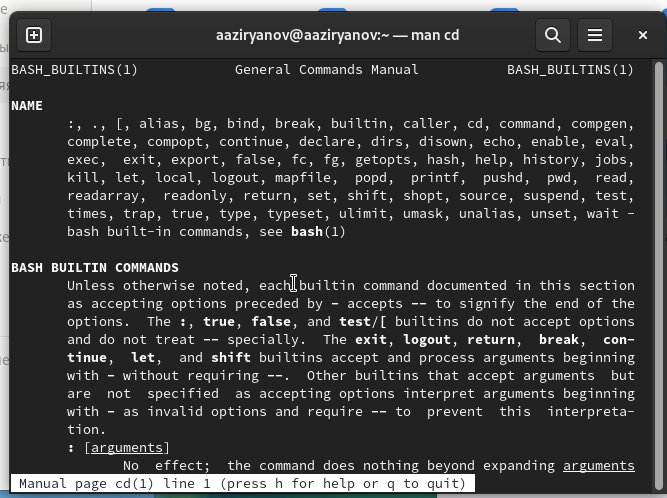 aaziryanov@aaziryanov:~ — man cd
BASH_BUILTINS(1) General Commands Manual BASH_BUILTINS(1)
NAME
:, ., [, alias, bg, bind, break, builtin, caller, cd, command, compgen,
complete, compopt, continue, declare, dirs, disown, echo, enable, eval,
exec, exit, export, false, fc, fg, getopts, hash, help, history, jobs,
kill, let, local, logout, mapfile, popd, printf, pushd, pwd, read,
readarray, readonly, return, set, shift, shopt, source, suspend, test,
times, trap, true, type, typeset, ulimit, umask, unalias, unset, wait -
bash built-in commands, see bash(1)
BASH BUILTIN COMMANDS
Unless otherwise noted, each builtin command documented in this section
as accepting options preceded by - accepts -- to signify the end of the
options. The :, true, false, and test/[ builtins do not accept options
and do not treat -- specially. The exit, logout, return, break, con-
tinue, let, and shift builtins accept and process arguments beginning
with - without requiring --. Other builtins that accept arguments but
are not specified as accepting options interpret arguments beginning
with - as invalid options and require -- to prevent this interpreta-
tion.
: [arguments]
No effect; the command does nothing beyond expanding arguments
Manual page cd(1) line 1 (press h for help or q to quit)